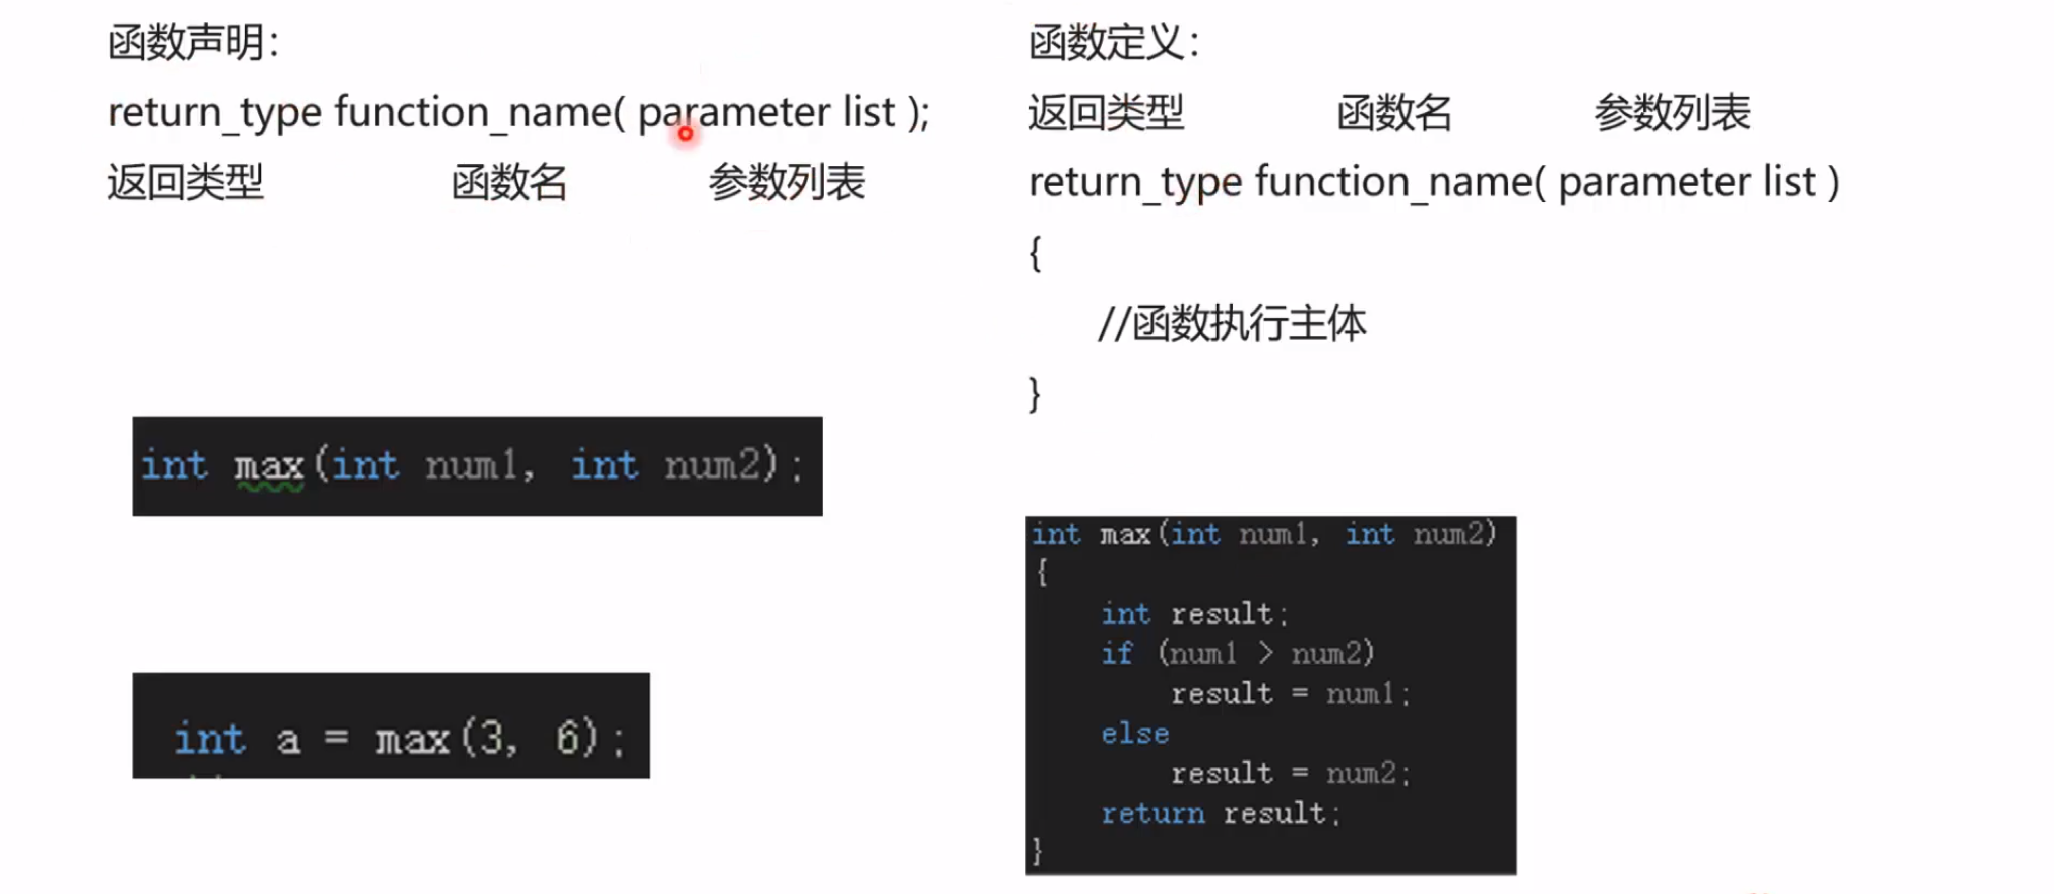 函数声明：
return_type function_name( parameter list );
返回类型 函数名 参数列表
int max(int num1, int num2);
int a = max(3, 6);
函数定义：
返回类型 函数名 参数列表
return_type function_name( parameter list )
{
//函数执行主体
}
int max(int num1, int num2)
{
int result;
if (num1 > num2)
result = num1;
else
result = num2;
return result;
}